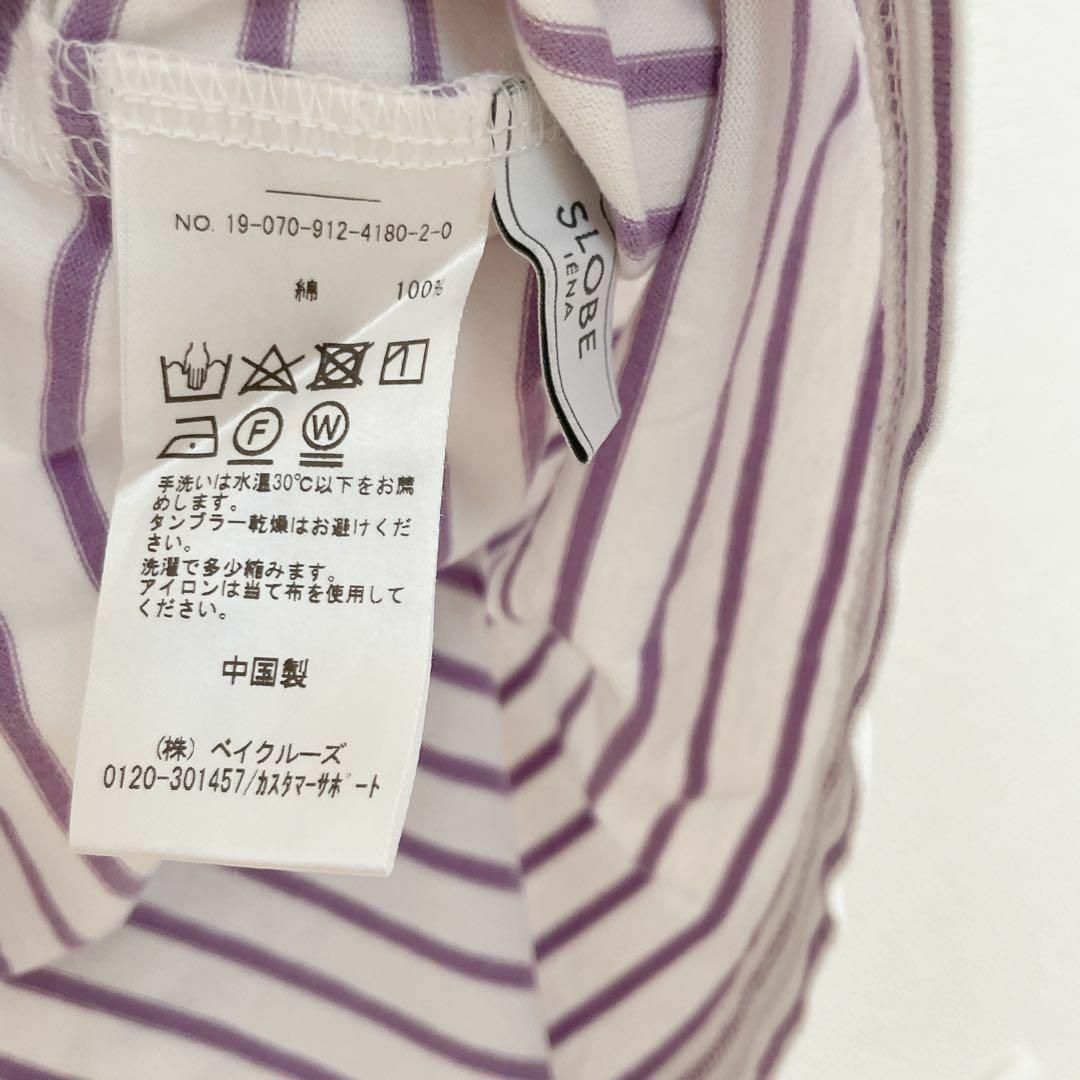 NO. 19-070-912-4180-2-0
綿 100%
F W
手洗いは水温30℃以下をお薦
めします。
タンブラー乾燥はお避けくだ
さい。
洗濯で多少縮みます。
アイロンは当て布を使用して
ください。
中国製
(株) ベイクルーズ
0120-301457/ｶｽﾀﾏｰｻﾎﾟｰﾄ
SLOBE
IÉNA